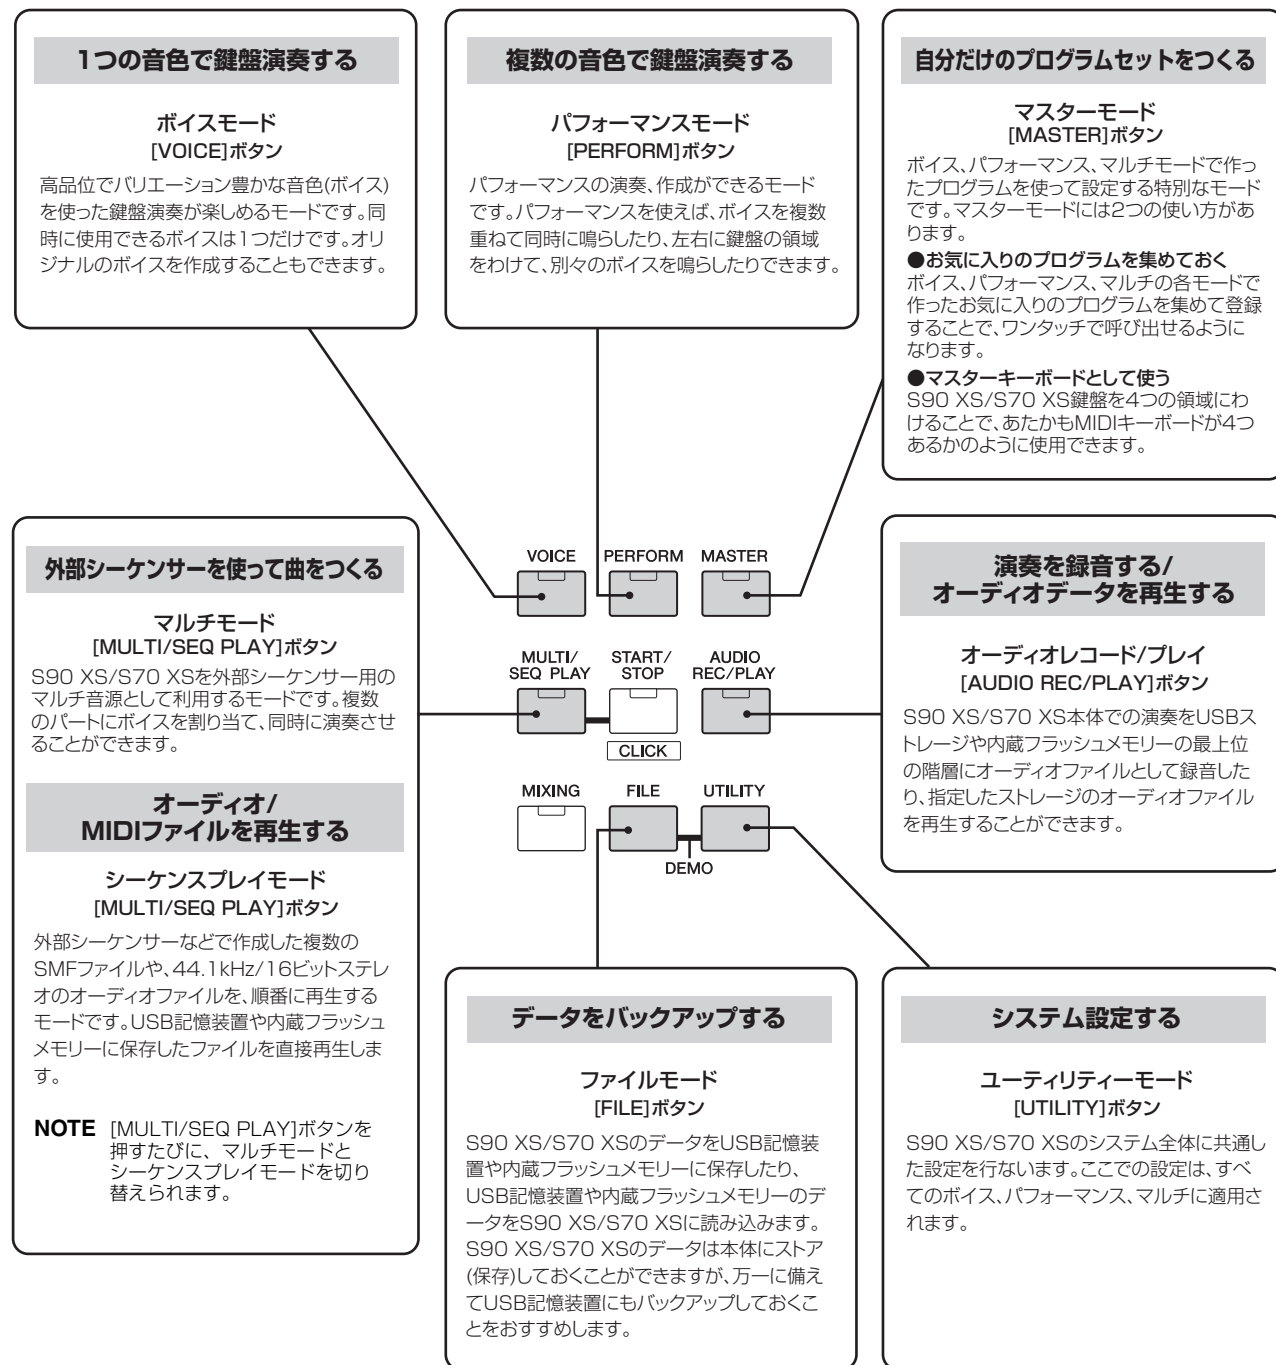 1つの音色で鍵盤演奏する
ボイスモード
[VOICE]ボタン
高品位でバリエーション豊かな音色(ボイス)
を使った鍵盤演奏が楽しめるモードです。同
時に使用できるボイスは1つだけです。オリ
ジナルのボイスを作成することもできます。
複数の音色で鍵盤演奏する
パフォーマンスモード
[PERFORM]ボタン
パフォーマンスの演奏、作成ができるモード
です。パフォーマンスを使えば、ボイスを複数
重ねて同時に鳴らしたり、左右に鍵盤の領域
をわけて、別々のボイスを鳴らしたりできます。
自分だけのプログラムセットをつくる
マスターモード
[MASTER]ボタン
ボイス、パフォーマンス、マルチモードで作っ
たプログラムを使って設定する特別なモード
です。マスターモードには2つの使い方があ
ります。
●お気に入りのプログラムを集めておく
ボイス、パフォーマンス、マルチの各モードで
作ったお気に入りのプログラムを集めて登録
することで、ワンタッチで呼び出せるように
なります。
●マスターキーボードとして使う
S90 XS/S70 XS鍵盤を4つの領域にわ
けることで、あたかもMIDIキーボードが4つ
あるかのように使用できます。
外部シーケンサーを使って曲をつくる
マルチモード
[MULTI/SEQ PLAY]ボタン
S90 XS/S70 XSを外部シーケンサー用の
マルチ音源として利用するモードです。複数
のパートにボイスを割り当て、同時に演奏させ
ることができます。
オーディオ/
MIDIファイルを再生する
シーケンスプレイモード
[MULTI/SEQ PLAY]ボタン
外部シーケンサーなどで作成した複数の
SMFファイルや、44.1kHz/16ビットステレ
オのオーディオファイルを、順番に再生する
モードです。USB記憶装置や内蔵フラッシュ
メモリーに保存したファイルを直接再生しま
す。
NOTE [MULTI/SEQ PLAY]ボタンを
押すたびに、マルチモードと
シーケンスプレイモードを切り
替えられます。
VOICE PERFORM MASTER
MULTI/ START/ AUDIO
SEQ PLAY STOP REC/PLAY
CLICK
MIXING FILE UTILITY
DEMO
演奏を録音する/
オーディオデータを再生する
オーディオレコード/プレイ
[AUDIO REC/PLAY]ボタン
S90 XS/S70 XS本体での演奏をUSBス
トレージや内蔵フラッシュメモリーの最上位
の階層にオーディオファイルとして録音した
り、指定したストレージのオーディオファイル
を再生することができます。
データをバックアップする
ファイルモード
[FILE]ボタン
S90 XS/S70 XSのデータをUSB記憶装
置や内蔵フラッシュメモリーに保存したり、
USB記憶装置や内蔵フラッシュメモリーのデ
ータをS90 XS/S70 XSに読み込みます。
S90 XS/S70 XSのデータは本体にストア
(保存)しておくことができますが、万一に備え
てUSB記憶装置にもバックアップしておくこ
とをおすすめします。
システム設定する
ユーティリティーモード
[UTILITY]ボタン
S90 XS/S70 XSのシステム全体に共通し
た設定を行ないます。ここでの設定は、すべ
てのボイス、パフォーマンス、マルチに適用さ
れます。